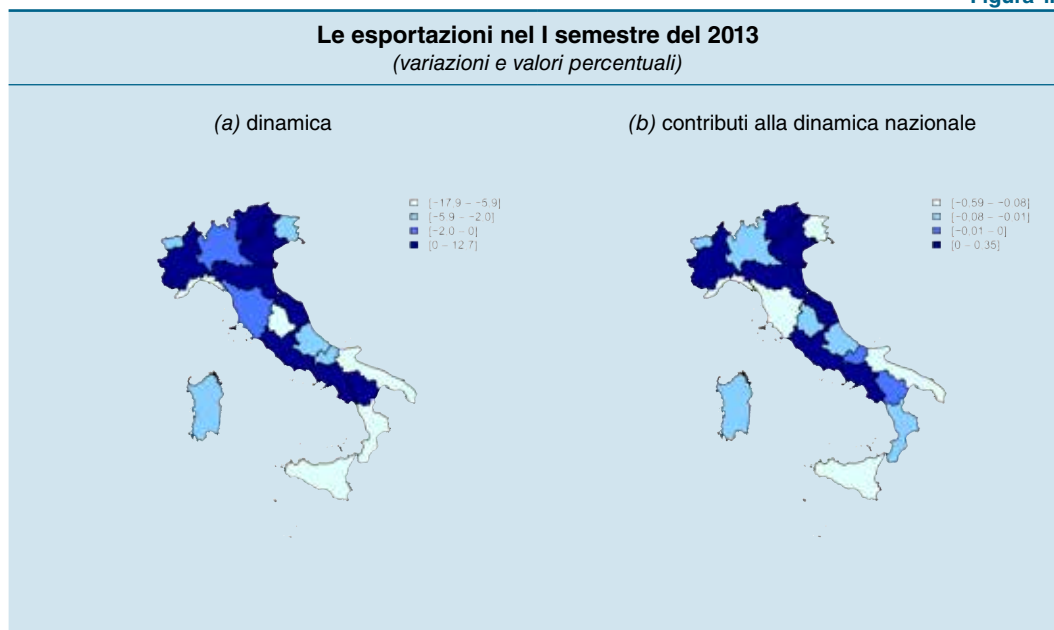 Figura
Le esportazioni nel I semestre del 2013
(variazioni e valori percentuali)
(a) dinamica
[−17.9 − −5.9]
[−5.9 − −2.0]
[−2.0 − 0]
[0 − 12.7]
(b) contributi alla dinamica nazionale
[−0.59 − −0.08]
[−0.08 − −0.01]
[−0.01 − 0]
[0 − 0.35]